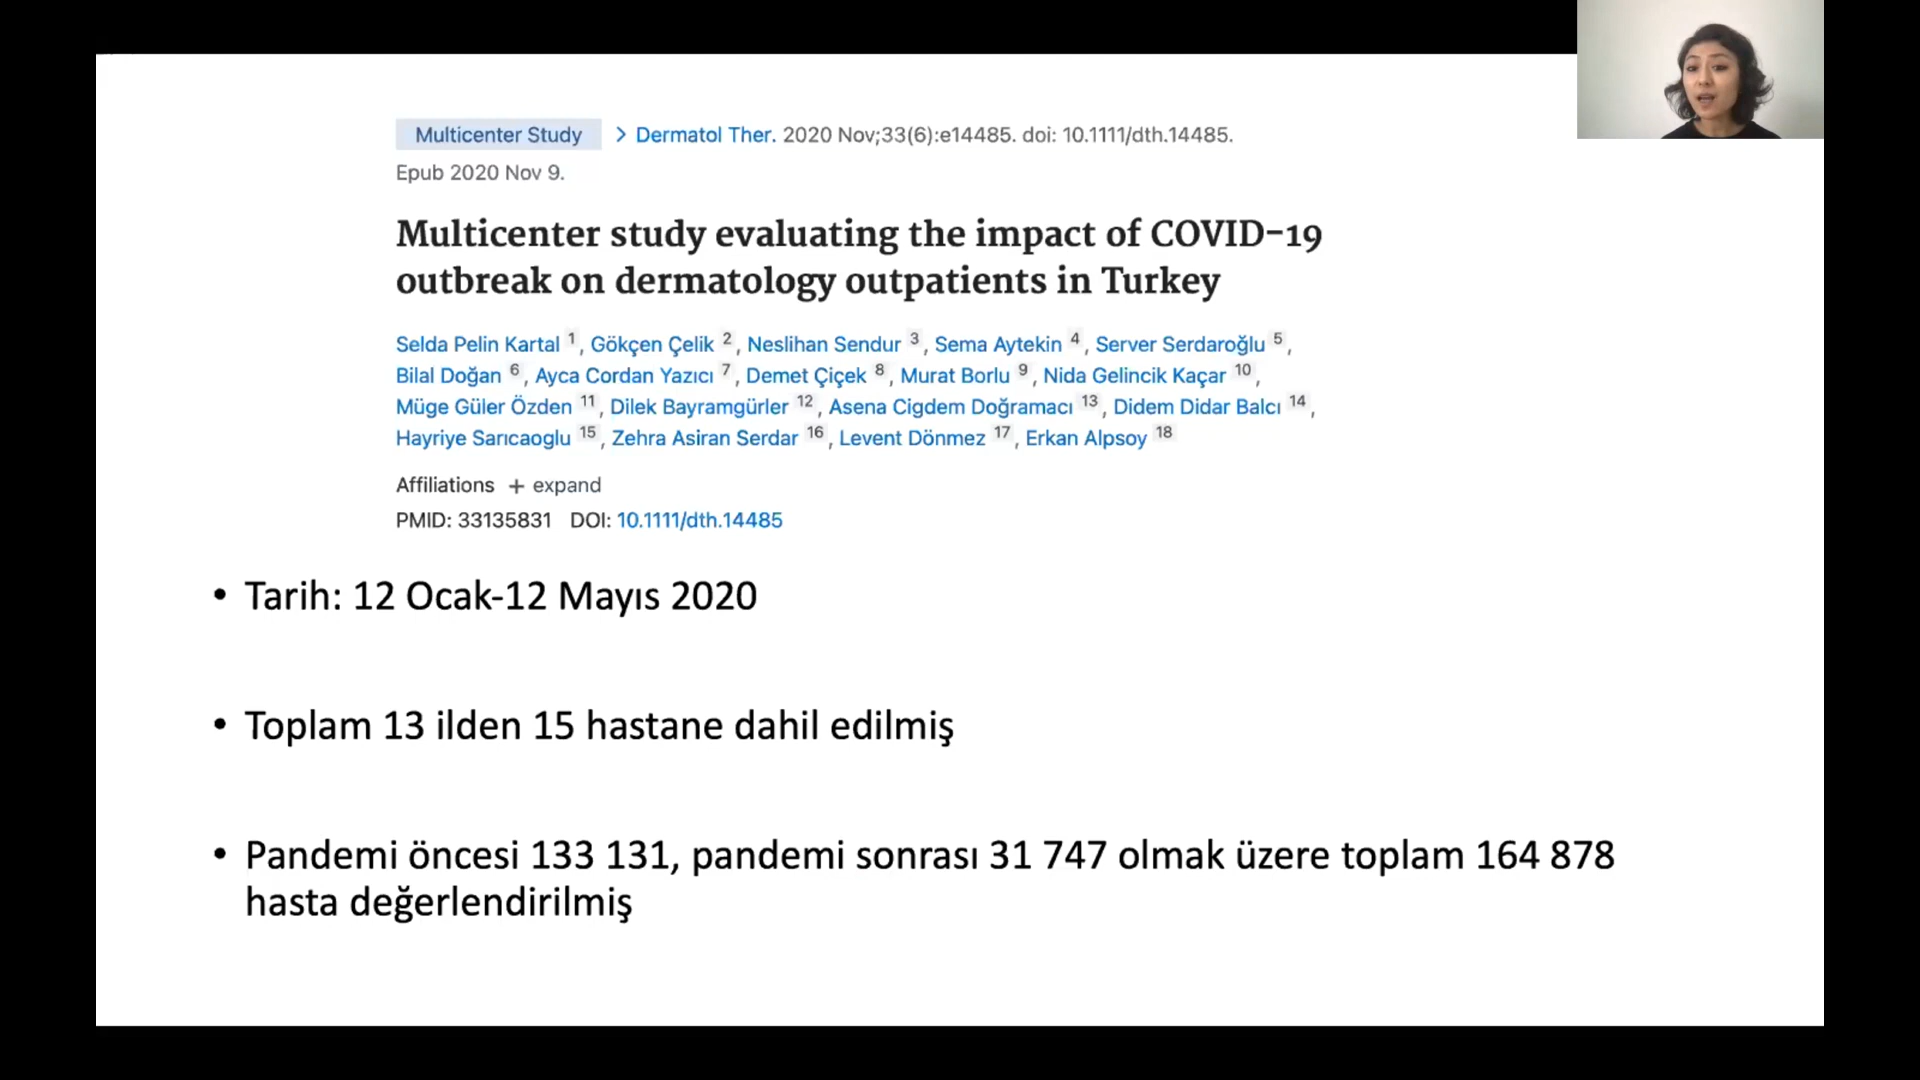 Multicenter Study > Dermatol Ther. 2020 Nov;33(6):e14485. doi: 10.1111/dth.14485.
Epub 2020 Nov 9.
Multicenter study evaluating the impact of COVID-19
outbreak on dermatology outpatients in Turkey
Selda Pelin Kartal 1, Gökçen Çelik 2, Neslihan Sendur 3, Sema Aytekin 4, Server Serdaroğlu 5,
Bilal Doğan 6, Ayca Cordan Yazıcı 7, Demet Çiçek 8, Murat Borlu 9, Nida Gelincik Kaçar 10,
Müge Güler Özden 11, Dilek Bayramgürler 12, Asena Cigdem Doğramacı 13, Didem Didar Balcı 14,
Hayriye Sarıcaoglu 15, Zehra Asiran Serdar 16, Levent Dönmez 17, Erkan Alpsoy 18
Affiliations + expand
PMID: 33135831 DOI: 10.1111/dth.14485
• Tarih: 12 Ocak-12 Mayıs 2020
• Toplam 13 ilden 15 hastane dahil edilmiş
• Pandemi öncesi 133 131, pandemi sonrası 31 747 olmak üzere toplam 164 878
hasta değerlendirilmiş